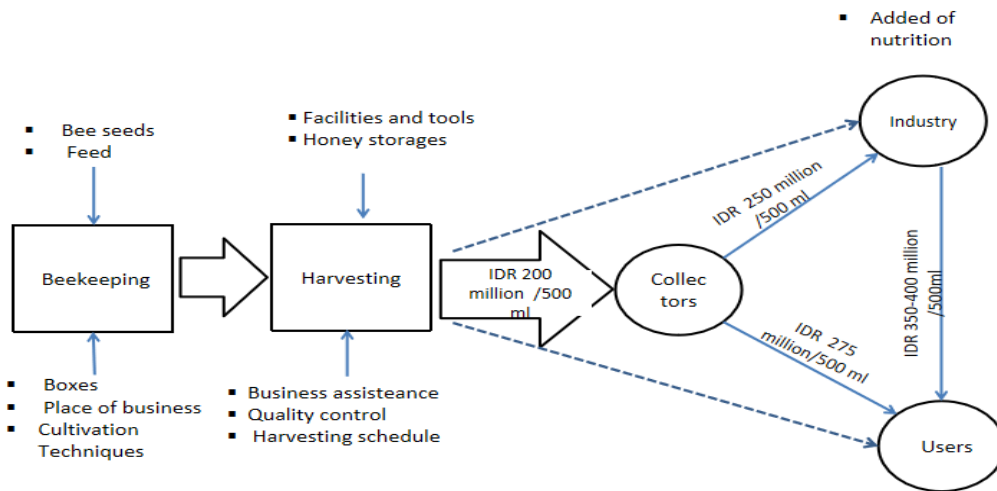 ▪ Added of
nutrition
▪ Bee seeds
▪ Feed
▪ Facilities and tools
▪ Honey storages
Industry
IDR 250 million
/500 ml
IDR 350-400 million
/500ml
Beekeeping
Harvesting
IDR 200
million /500
ml
Collec
tors
IDR 275
million/500 ml
▪ Boxes
▪ Place of business
▪ Cultivation
Techniques
▪ Business assisteance
▪ Quality control
▪ Harvesting schedule
Users